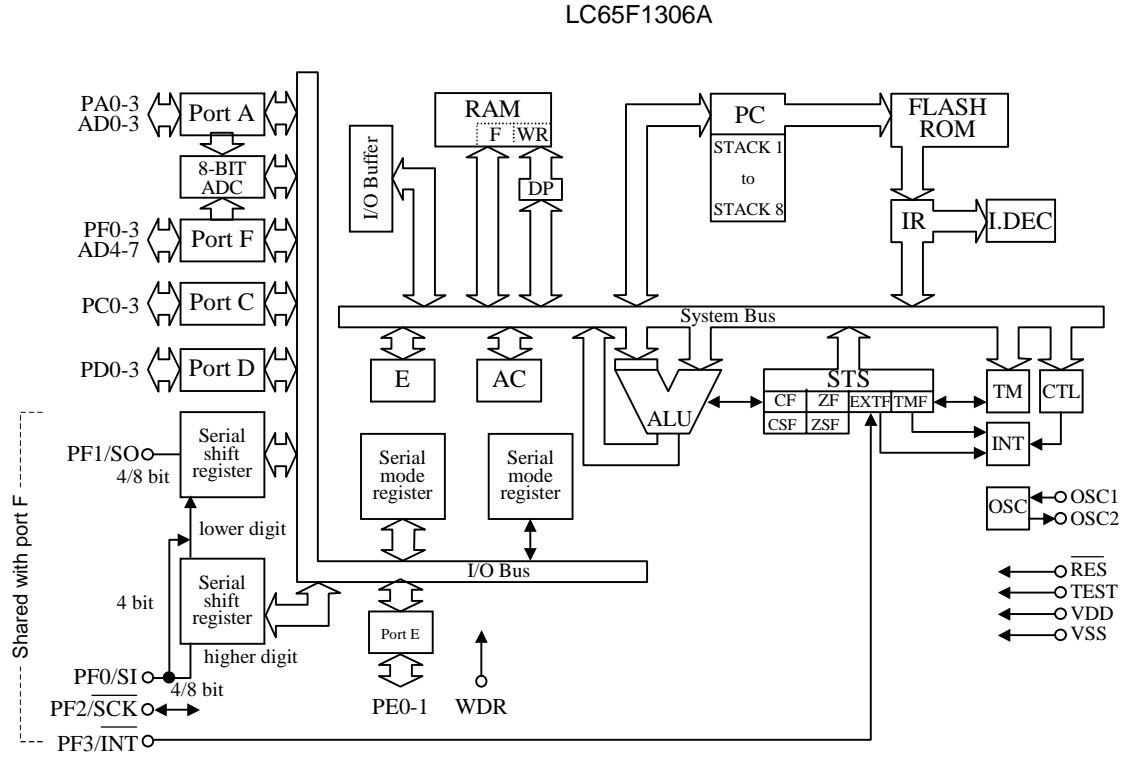 LC65F1306A
PA0-3
AD0-3
Port A
8-BIT
ADC
PF0-3
AD4-7
Port F
PC0-3
Port C
PD0-3
Port D
I/O Buffer
RAM
F
WR
DP
PC
STACK 1
to
STACK 8
FLASH
ROM
IR
I.DEC
System Bus
E
AC
ALU
STS
CF
ZF
EXTF
TMF
CSF
ZSF
TM
CTL
INT
OSC
OSC1
OSC2
RES
TEST
VDD
VSS
Shared with port F
PF1/SO
4/8 bit
Serial
shift
register
lower digit
4 bit
Serial
shift
register
higher digit
PF0/SI
4/8 bit
PF2/SCK
PF3/INT
Serial
mode
register
Serial
mode
register
I/O Bus
Port E
PE0-1
WDR